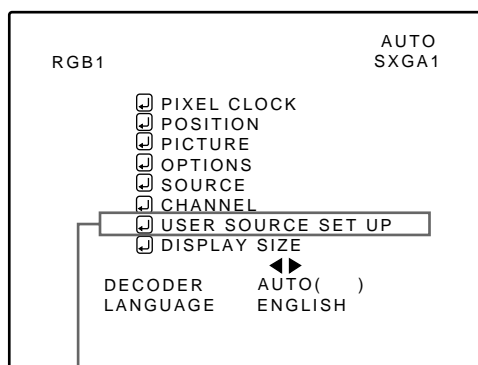 AUTO
RGB1 SXGA1
PIXEL CLOCK
POSITION
PICTURE
OPTIONS
SOURCE
CHANNEL
USER SOURCE SET UP
DISPLAY SIZE
DECODER AUTO( )
LANGUAGE ENGLISH